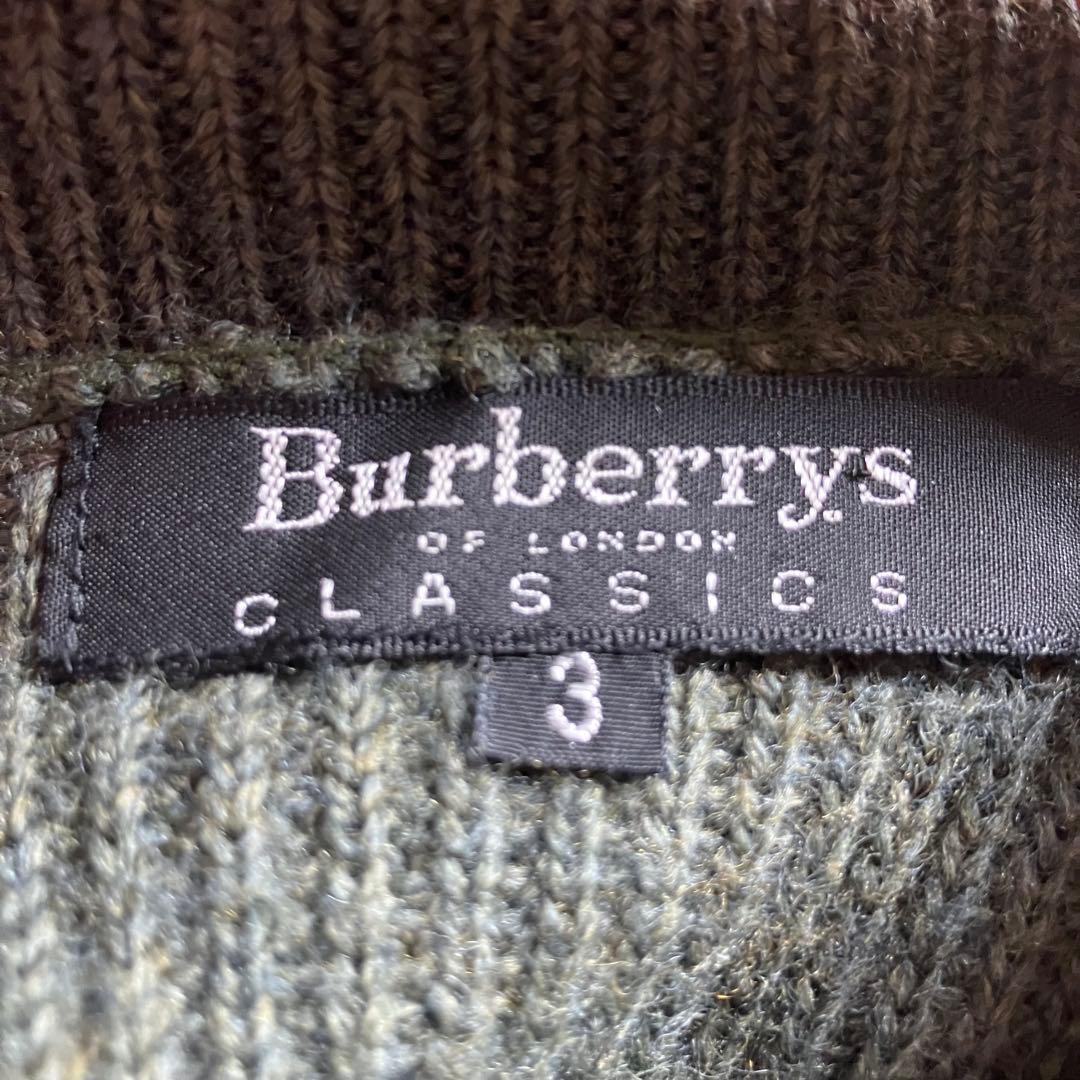 Burberrys
OF LONDON
CLASSICS
3